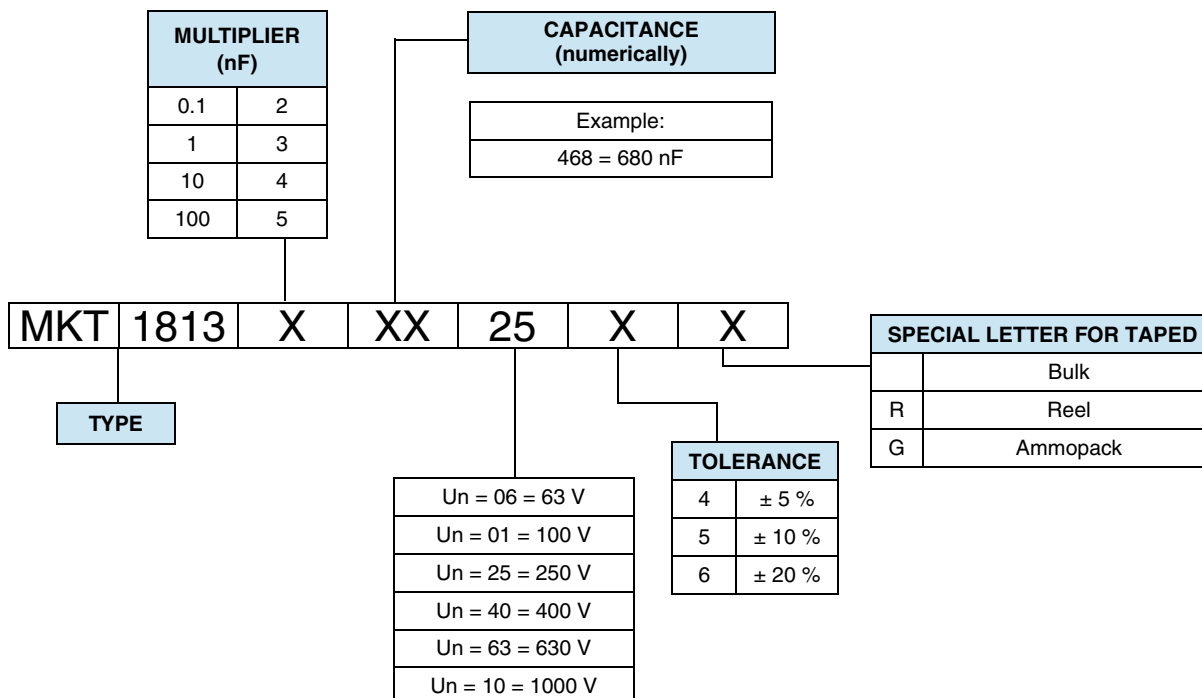 MULTIPLIER
(nF)
0.1 2
1 3
10 4
100 5
CAPACITANCE
(numerically)
Example:
468 = 680 nF
MKT 1813 X XX 25 X X
TYPE
Un = 06 = 63 V
Un = 01 = 100 V
Un = 25 = 250 V
Un = 40 = 400 V
Un = 63 = 630 V
Un = 10 = 1000 V
TOLERANCE
4 ± 5 %
5 ± 10 %
6 ± 20 %
SPECIAL LETTER FOR TAPED
Bulk
R Reel
G Ammopack